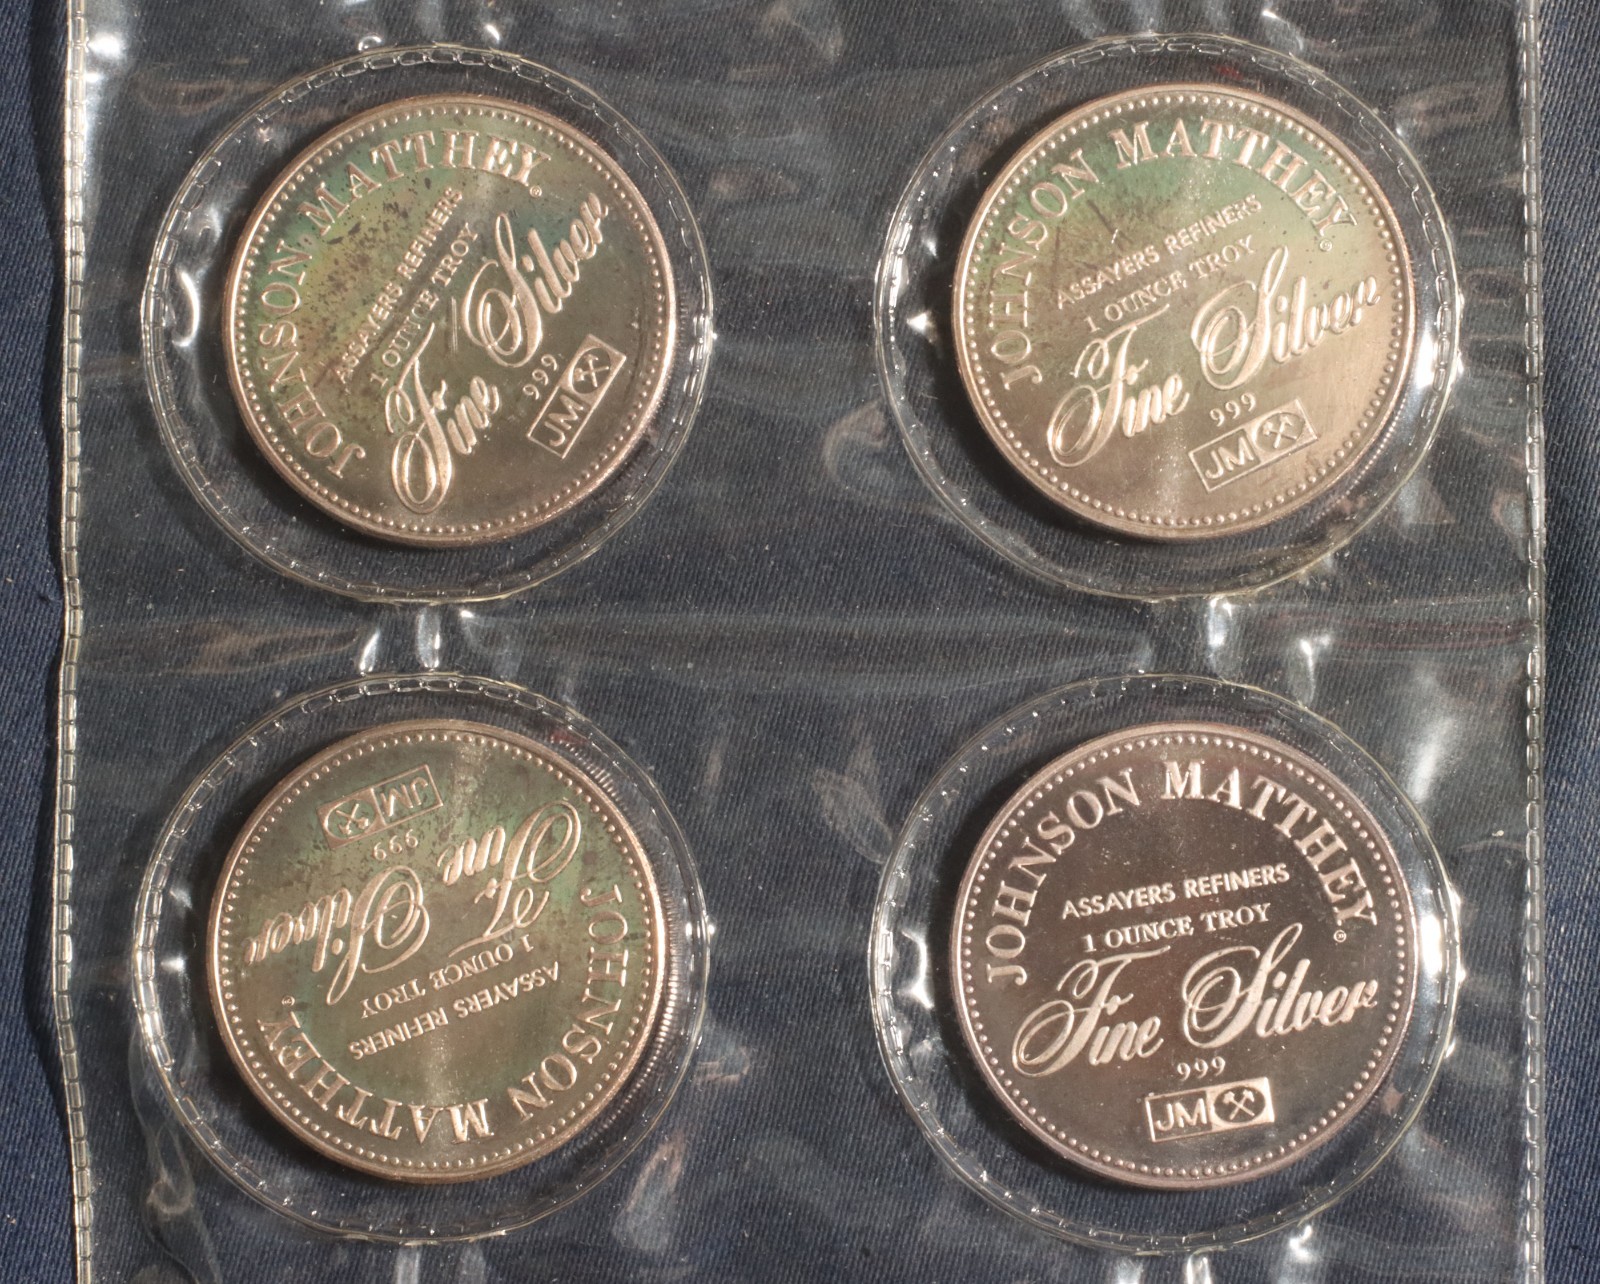 JOHNSON MATTHEY®
ASSAYERS REFINERS
1 OUNCE TROY
Fine Silver
999
JM
JOHNSON MATTHEY®
ASSAYERS REFINERS
1 OUNCE TROY
Fine Silver
999
JM
JOHNSON MATTHEY®
ASSAYERS REFINERS
1 OUNCE TROY
Fine Silver
999
JM
JOHNSON MATTHEY®
ASSAYERS REFINERS
1 OUNCE TROY
Fine Silver
999
JM